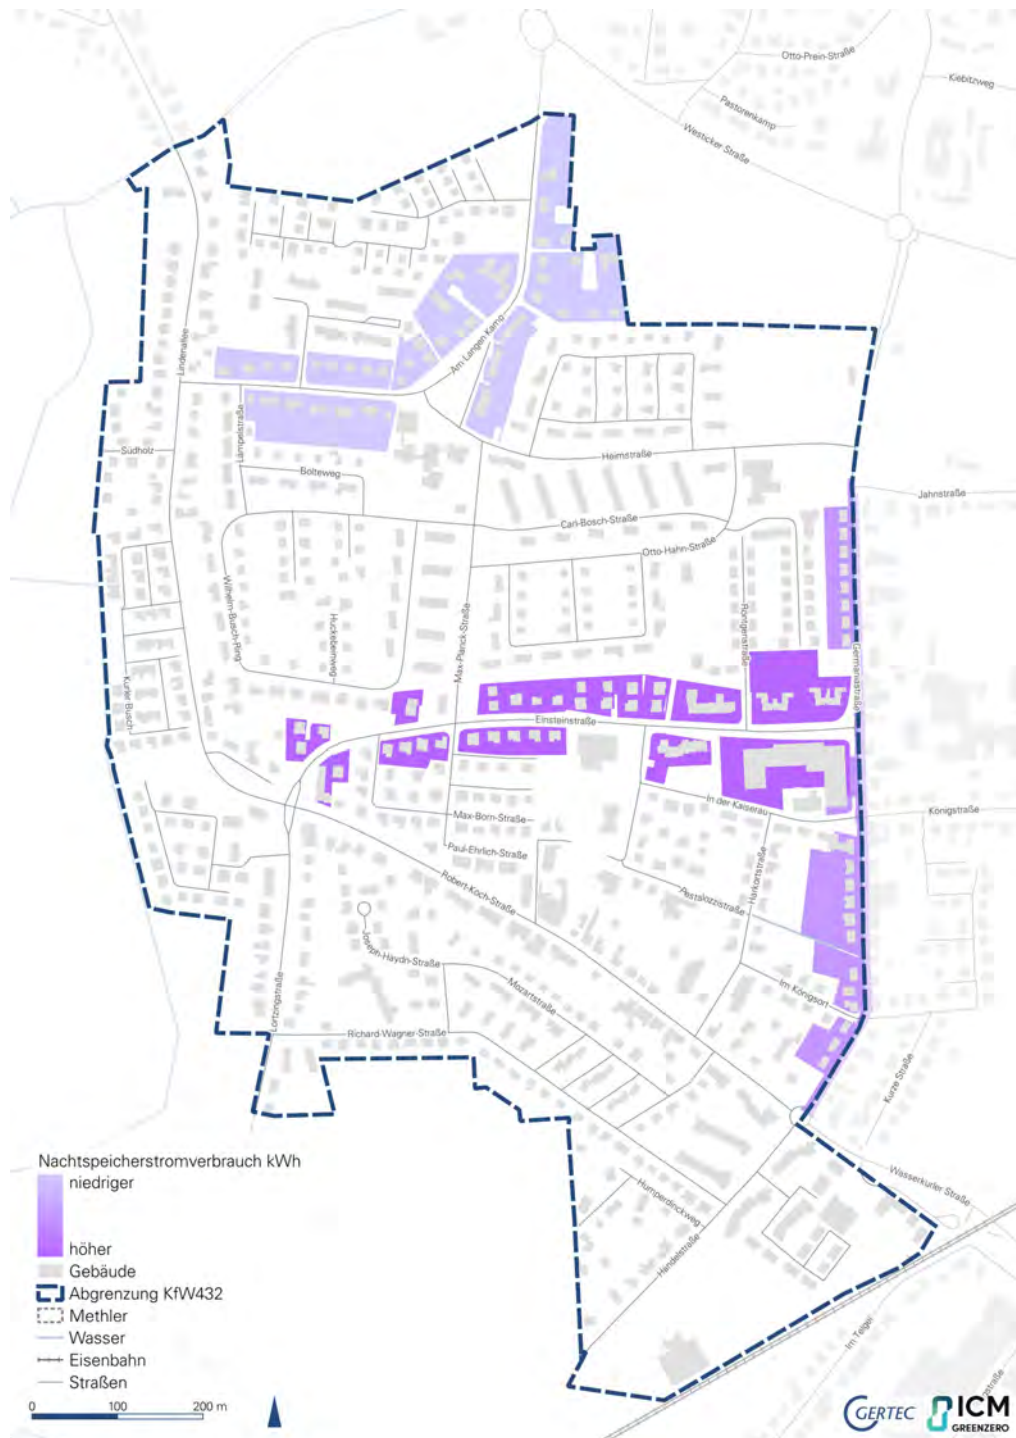 Otto-Prein-Straße
Kiebitzweg
Pastorenkamp
Westicker Straße
Lindenallee
Am Langen Kamp
Lämpelstraße
Südholz
Heimstraße
Bolteweg
Jahnstraße
Carl-Bosch-Straße
Otto-Hahn-Straße
Wilhelm-Busch-Ring
Huckebeinweg
Max-Planck-Straße
Röntgenstraße
Germaniastraße
Kurler Busch
Einsteinstraße
In der Kaiserau
Königstraße
Max-Born-Straße
Paul-Ehrlich-Straße
Harkortstraße
Robert-Koch-Straße
Pestalozzistraße
Joseph-Haydn-Straße
Mozartstraße
Im Königsort
Lortzingstraße
Richard-Wagner-Straße
Kurze Straße
Wasserkurler Straße
Humperdinckweg
Händelstraße
Im Telgei
Nachtspeicherstromverbrauch kWh
niedriger
höher
Gebäude
Abgrenzung KfW432
Methler
Wasser
Eisenbahn
Straßen
0 100 200 m
GERTEC
ICM
GREENZERO